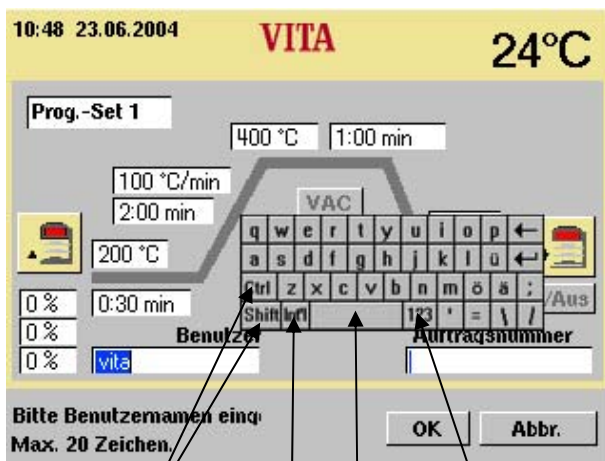 10:48 23.06.2004
VITA
24°C
Prog.-Set 1
400 °C 1:00 min
100 °C/min
2:00 min
VAC
200 °C
q w e r t y u i o p ←
a s d f g h j k l ü ↵
Ctrl z x c v b n m ö ä ;
Shift Intl 123 ' = \ /
0 % 0:30 min
/Aus
0 % Benutzer Auftragsnummer
0 % vita
Bitte Benutzernamen
Max. 20 Zeichen.
OK Abbr.